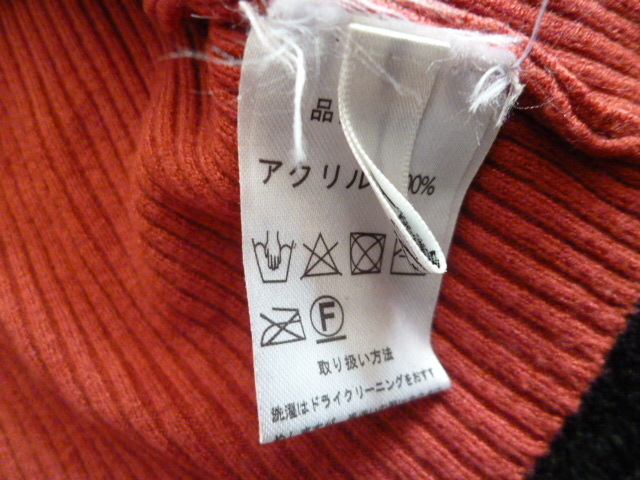 品
アクリル 00%
F
取り扱い方法
洗濯はドライクリーニングをおすす